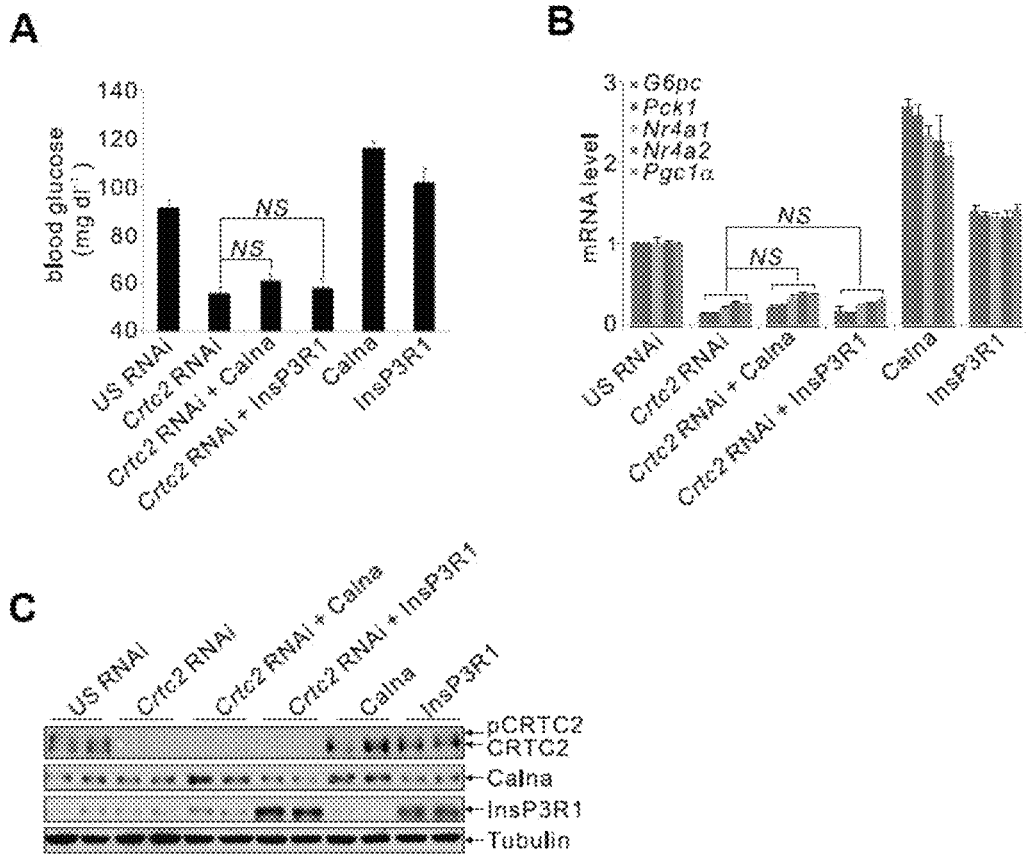 A
140
120
100
80
60
40
blood glucose
(mg dl⁻¹)
NS
NS
US RNAi
Crtc2 RNAi
Crtc2 RNAi + Calna
Crtc2 RNAi + InsP3R1
Calna
InsP3R1
B
3
2
1
0
mRNA level
G6pc
Pck1
Nr4a1
Nr4a2
Pgc1α
NS
NS
US RNAi
Crtc2 RNAi
Crtc2 RNAi + Calna
Crtc2 RNAi + InsP3R1
Calna
InsP3R1
C
US RNAi
Crtc2 RNAi
Crtc2 RNAi + Calna
Crtc2 RNAi + InsP3R1
Calna
InsP3R1
pCRTC2
CRTC2
Calna
InsP3R1
Tubulin